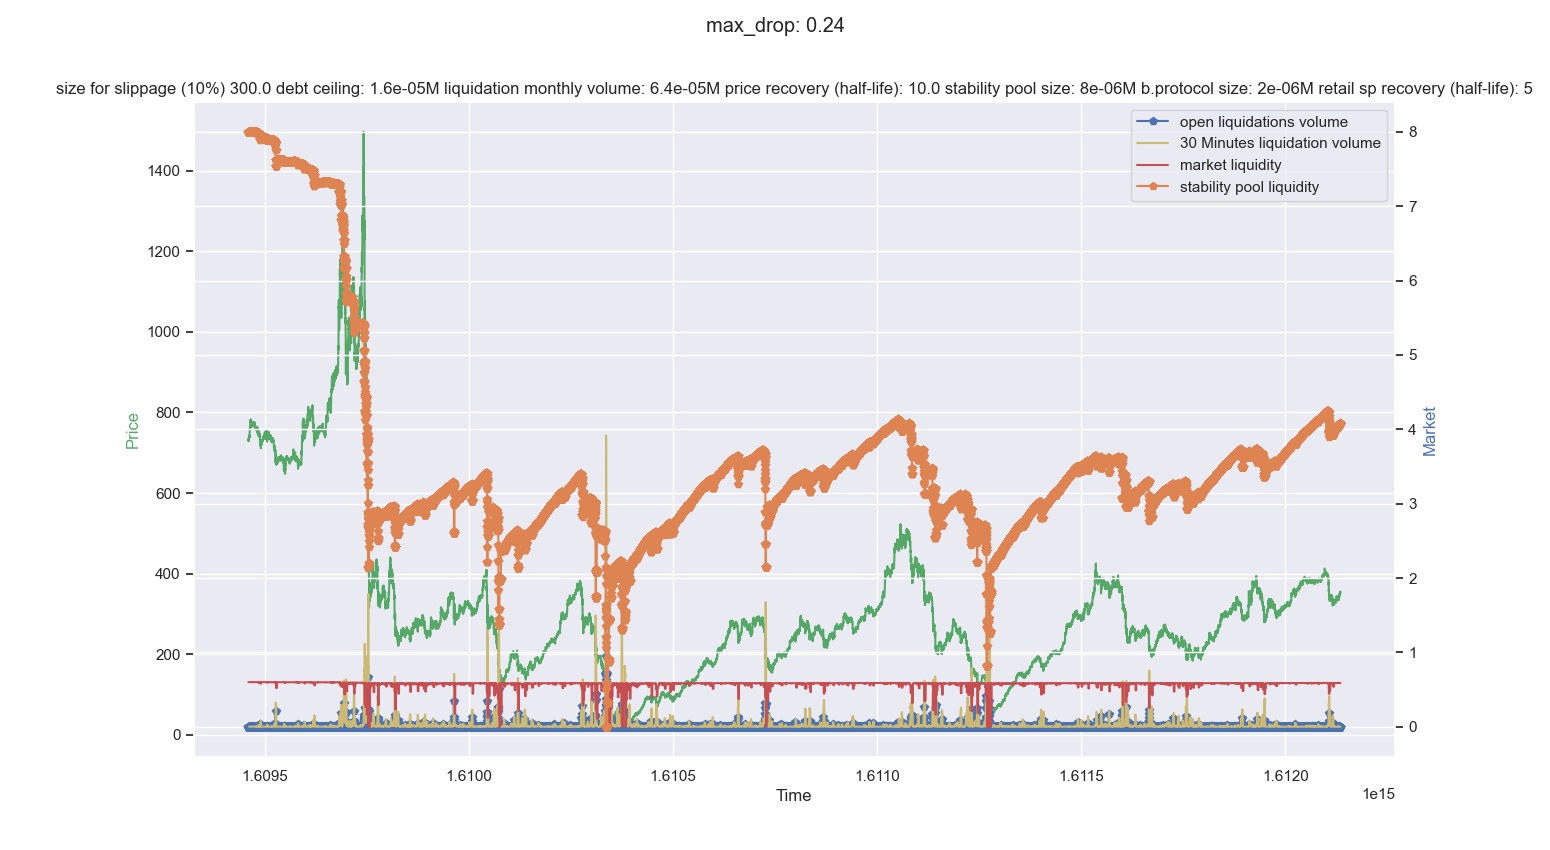 max_drop: 0.24
size for slippage (10%) 300.0 debt ceiling: 1.6e-05M liquidation monthly volume: 6.4e-05M price recovery (half-life): 10.0 stability pool size: 8e-06M b.protocol size: 2e-06M retail sp recovery (half-life): 5
open liquidations volume
30 Minutes liquidation volume
market liquidity
stability pool liquidity
Price
1400
1200
1000
800
600
400
200
0
8
7
6
5
4
3
2
1
0
Market
1.6095
1.6100
1.6105
1.6110
1.6115
1.6120
Time
1e15